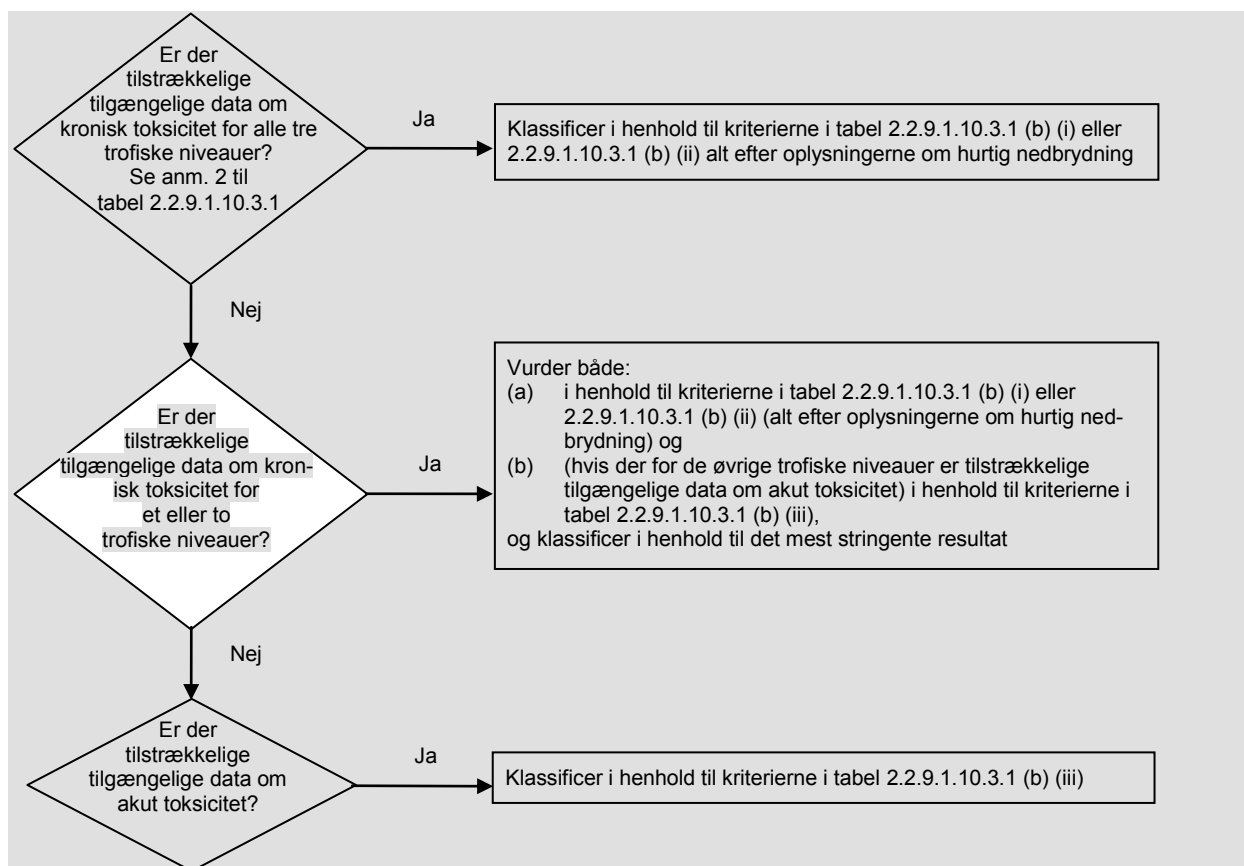 Er der
tilstrækkelige
tilgængelige data om
kronisk toksicitet for alle tre
trofiske niveauer?
Se anm. 2 til
tabel 2.2.9.1.10.3.1
Ja
Klassificer i henhold til kriterierne i tabel 2.2.9.1.10.3.1 (b) (i) eller
2.2.9.1.10.3.1 (b) (ii) alt efter oplysningerne om hurtig nedbrydning
Nej
Er der
tilstrækkelige
tilgængelige data om kron-
isk toksicitet for
et eller to
trofiske niveauer?
Ja
Vurder både:
(a) i henhold til kriterierne i tabel 2.2.9.1.10.3.1 (b) (i) eller
2.2.9.1.10.3.1 (b) (ii) (alt efter oplysningerne om hurtig ned-
brydning) og
(b) (hvis der for de øvrige trofiske niveauer er tilstrækkelige
tilgængelige data om akut toksicitet) i henhold til kriterierne i
tabel 2.2.9.1.10.3.1 (b) (iii),
og klassificer i henhold til det mest stringente resultat
Nej
Er der
tilstrækkelige
tilgængelige data om
akut toksicitet?
Ja
Klassificer i henhold til kriterierne i tabel 2.2.9.1.10.3.1 (b) (iii)